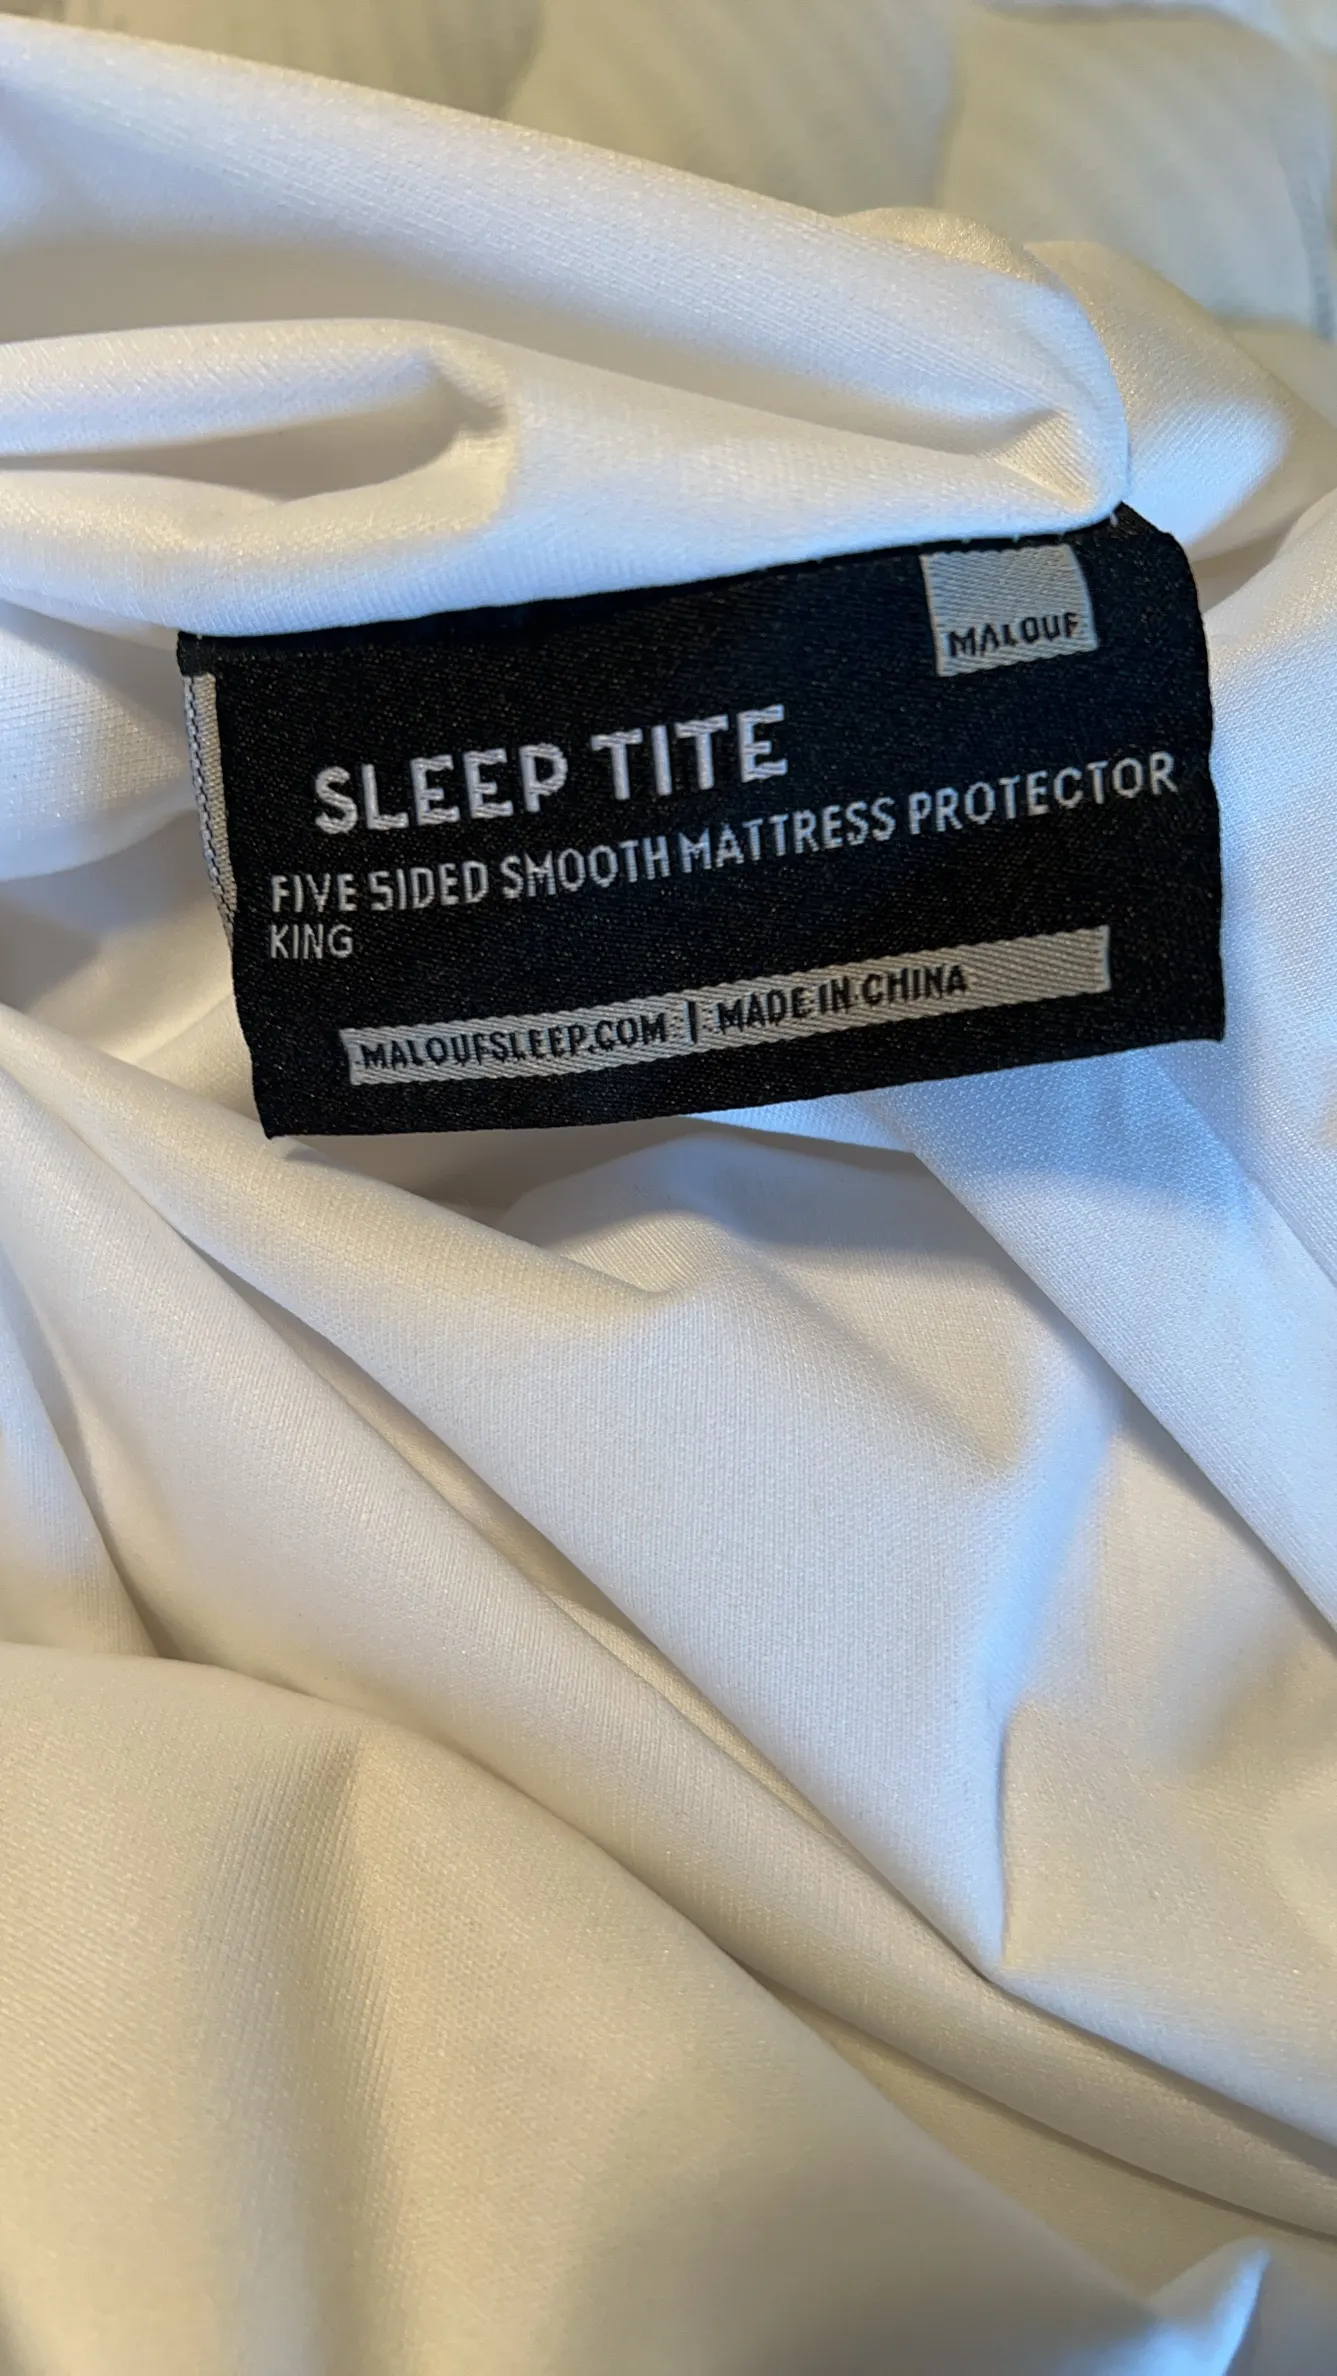 MALOUF
SLEEP TITE
FIVE SIDED SMOOTH MATTRESS PROTECTOR
KING
MALOUFSLEEP.COM | MADE IN CHINA